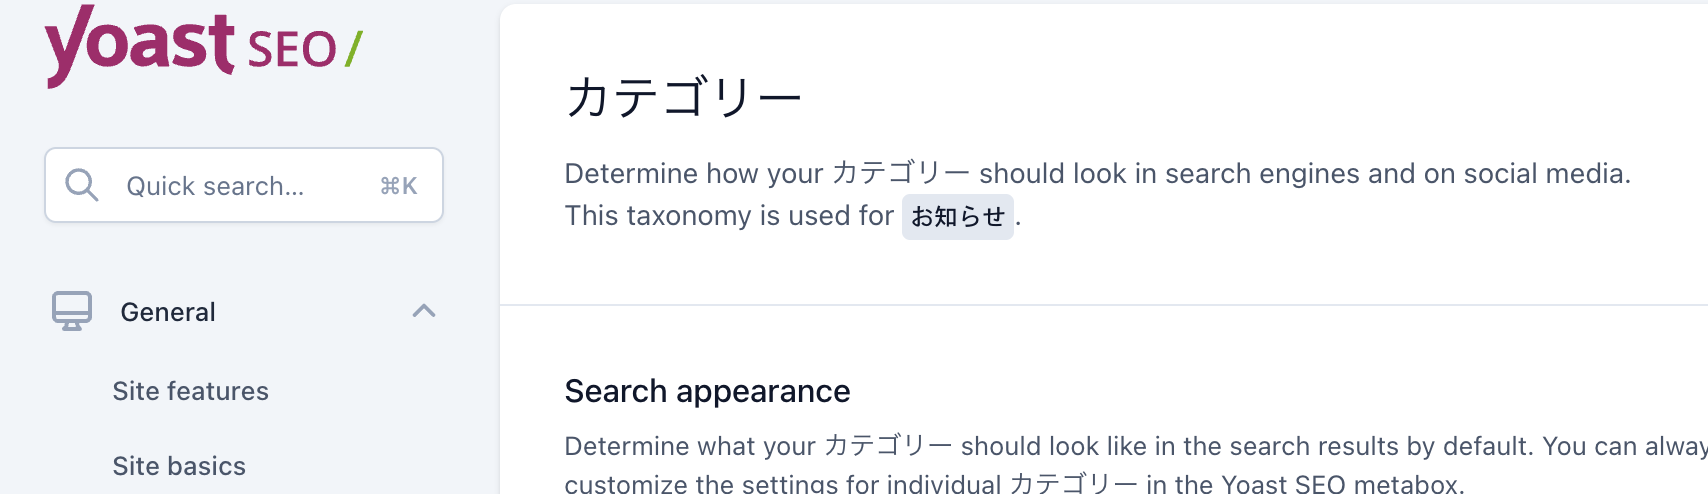 yoast SEO/
Quick search... ⌘K
General
Site features
Site basics
カテゴリー
Determine how your カテゴリー should look in search engines and on social media.
This taxonomy is used for お知らせ.
Search appearance
Determine what your カテゴリー should look like in the search results by default. You can
customize the settings for individual カテゴリー in the Yoast SEO metabox.